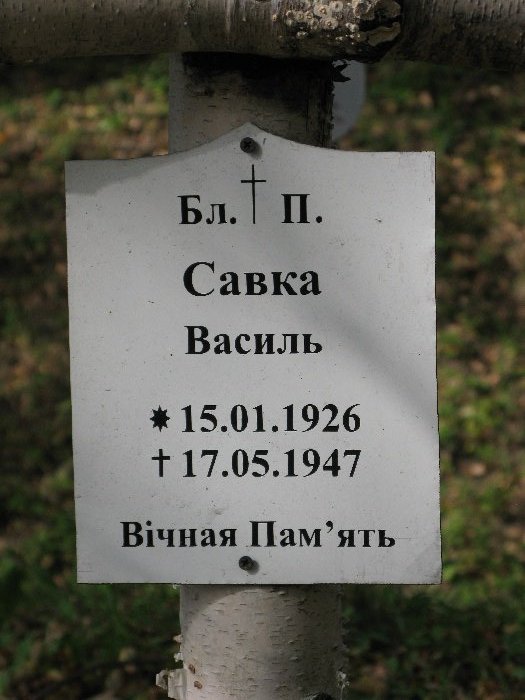 Бл. † П.
Савка
Василь
✷ 15.01.1926
† 17.05.1947
Вічная Пам’ять